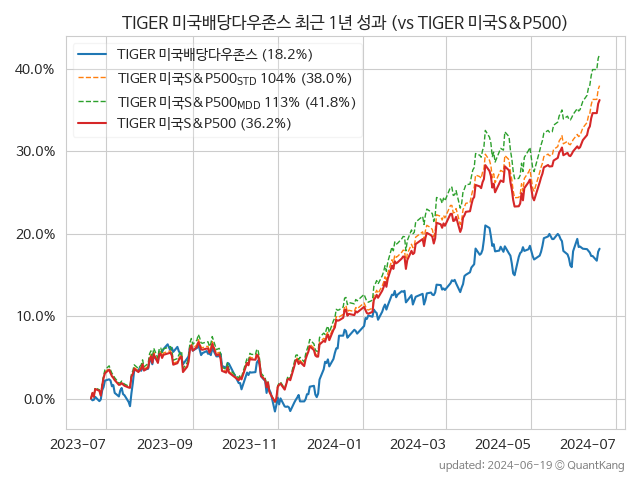 TIGER 미국배당다우존스 최근 1년 성과 (vs TIGER 미국S&P500)
TIGER 미국배당다우존스 (18.2%)
TIGER 미국S&P500STD 104% (38.0%)
TIGER 미국S&P500MDD 113% (41.8%)
TIGER 미국S&P500 (36.2%)
40.0%
30.0%
20.0%
10.0%
0.0%
2023-07 2023-09 2023-11 2024-01 2024-03 2024-05 2024-07
updated: 2024-06-19 © QuantKang